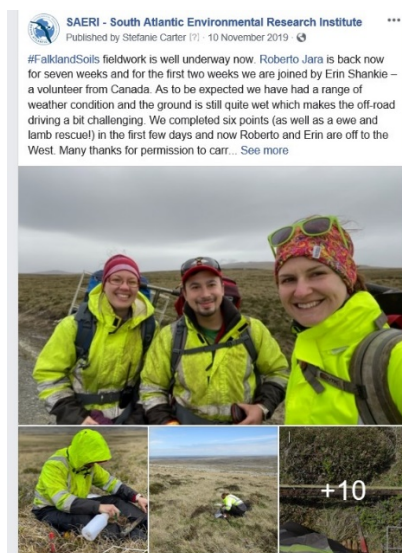 SAERI - South Atlantic Environmental Research Institute
Published by Stefanie Carter [?] · 10 November 2019 ·
#FalklandSoils fieldwork is well underway now. Roberto Jara is back now
for seven weeks and for the first two weeks we are joined by Erin Shankie –
a volunteer from Canada. As to be expected we have had a range of
weather condition and the ground is still quite wet which makes the off-road
driving a bit challenging. We completed six points (as well as a ewe and
lamb rescue!) in the first few days and now Roberto and Erin are off to the
West. Many thanks for permission to carr... See more
+10